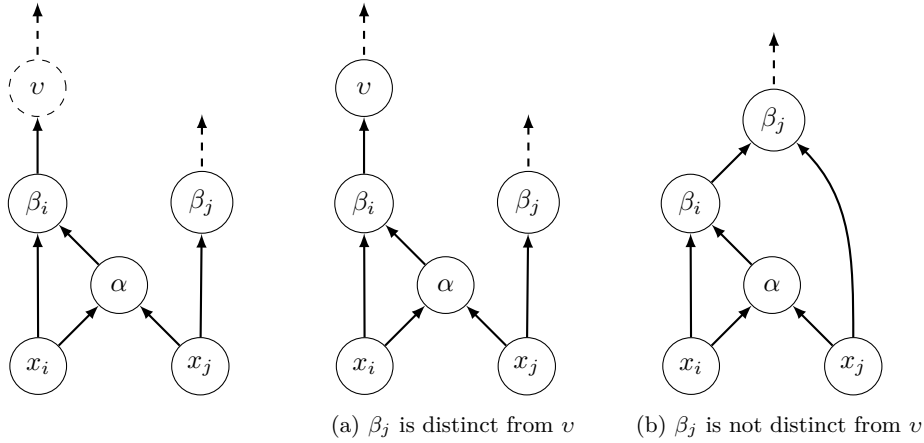 υ υ
β_j
β_i β_j β_i β_j β_i
α α α
x_i x_j x_i x_j x_i x_j
(a) β_j is distinct from υ (b) β_j is not distinct from υ